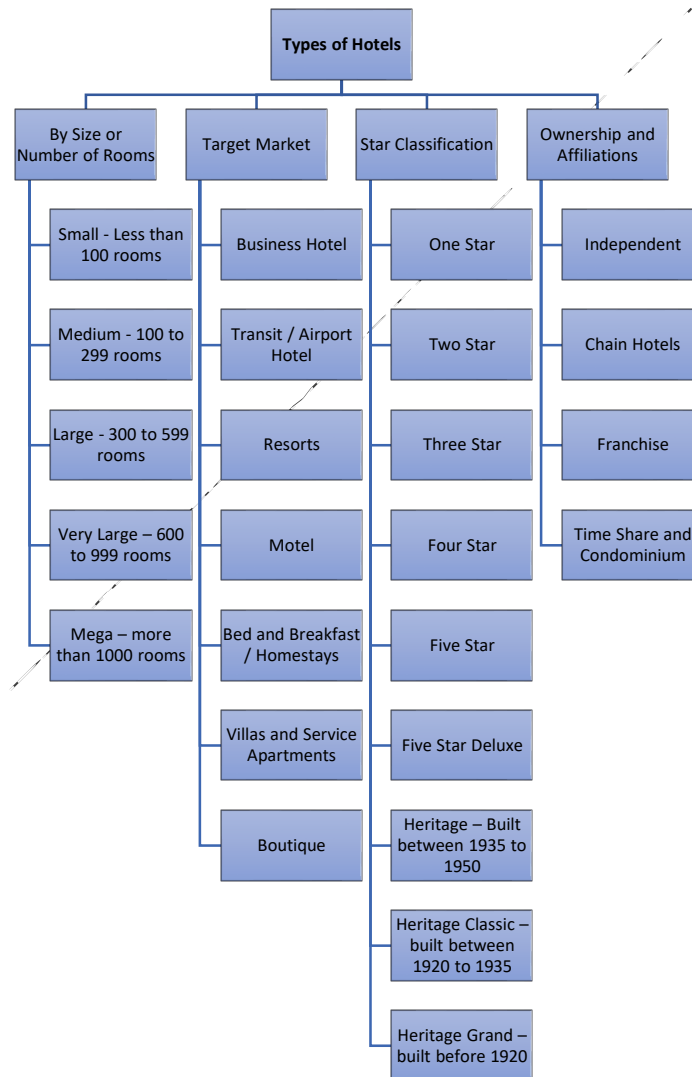 Types of Hotels
By Size or
Number of Rooms
Small - Less than
100 rooms
Medium - 100 to
299 rooms
Large - 300 to 599
rooms
Very Large – 600
to 999 rooms
Mega – more
than 1000 rooms
Target Market
Business Hotel
Transit / Airport
Hotel
Resorts
Motel
Bed and Breakfast
/ Homestays
Villas and Service
Apartments
Boutique
Star Classification
One Star
Two Star
Three Star
Four Star
Five Star
Five Star Deluxe
Heritage – Built
between 1935 to
1950
Heritage Classic –
built between
1920 to 1935
Heritage Grand –
built before 1920
Ownership and
Affiliations
Independent
Chain Hotels
Franchise
Time Share and
Condominium